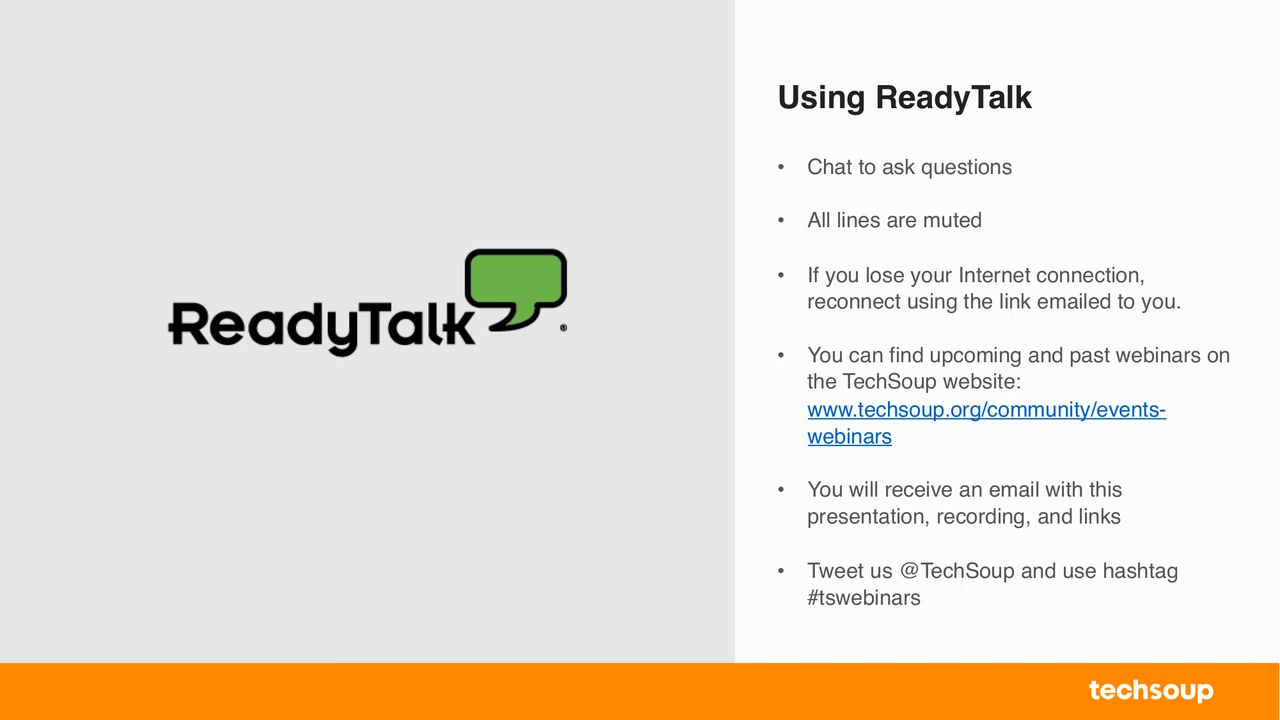 ReadyTalk®
Using ReadyTalk
• Chat to ask questions
• All lines are muted
• If you lose your Internet connection,
reconnect using the link emailed to you.
• You can find upcoming and past webinars on
the TechSoup website:
www.techsoup.org/community/events-
webinars
• You will receive an email with this
presentation, recording, and links
• Tweet us @TechSoup and use hashtag
#tswebinars
techsoup